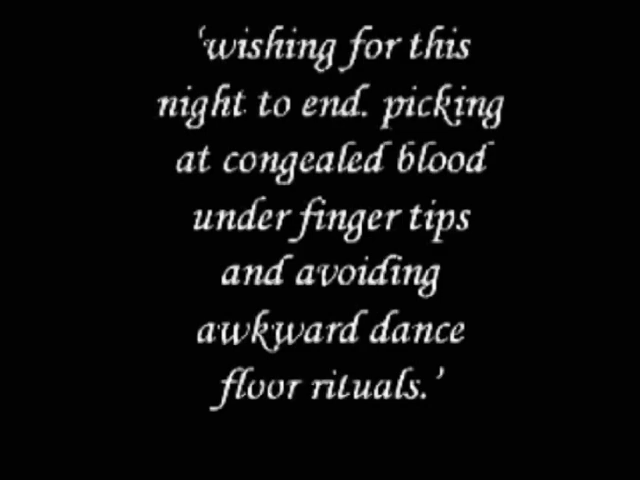 ‘wishing for this
night to end. picking
at congealed blood
under finger tips
and avoiding
awkward dance
floor rituals.’